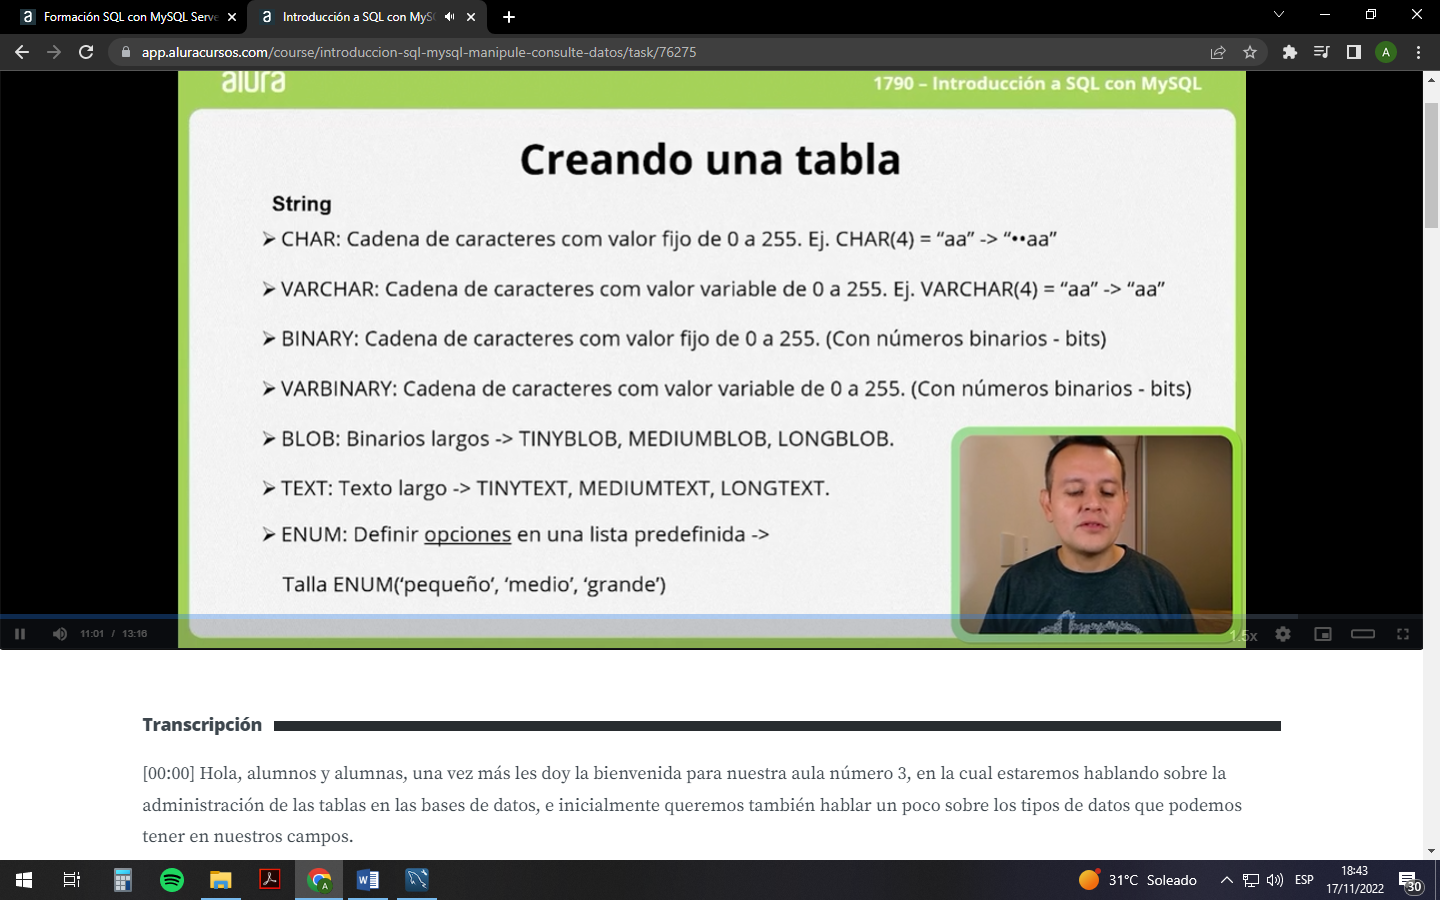 Formación SQL con MySQL Serve
Introducción a SQL con MySQ
app.aluracursos.com/course/introduccion-sql-mysql-manipule-consulte-datos/task/76275
A
alura
1790 – Introducción a SQL con MySQL
Creando una tabla
String
➢ CHAR: Cadena de caracteres com valor fijo de 0 a 255. Ej. CHAR(4) = “aa” -> “••aa”
➢ VARCHAR: Cadena de caracteres com valor variable de 0 a 255. Ej. VARCHAR(4) = “aa” -> “aa”
➢ BINARY: Cadena de caracteres com valor fijo de 0 a 255. (Con números binarios - bits)
➢ VARBINARY: Cadena de caracteres com valor variable de 0 a 255. (Con números binarios - bits)
➢ BLOB: Binarios largos -> TINYBLOB, MEDIUMBLOB, LONGBLOB.
➢ TEXT: Texto largo -> TINYTEXT, MEDIUMTEXT, LONGTEXT.
➢ ENUM: Definir opciones en una lista predefinida ->
Talla ENUM(‘pequeño’, ‘medio’, ‘grande’)
11:01 / 13:16
1.5x
Transcripción
[00:00] Hola, alumnos y alumnas, una vez más les doy la bienvenida para nuestra aula número 3, en la cual estaremos hablando sobre la
administración de las tablas en las bases de datos, e inicialmente queremos también hablar un poco sobre los tipos de datos que podemos
tener en nuestros campos.
31°C Soleado
ESP
18:43
17/11/2022
30